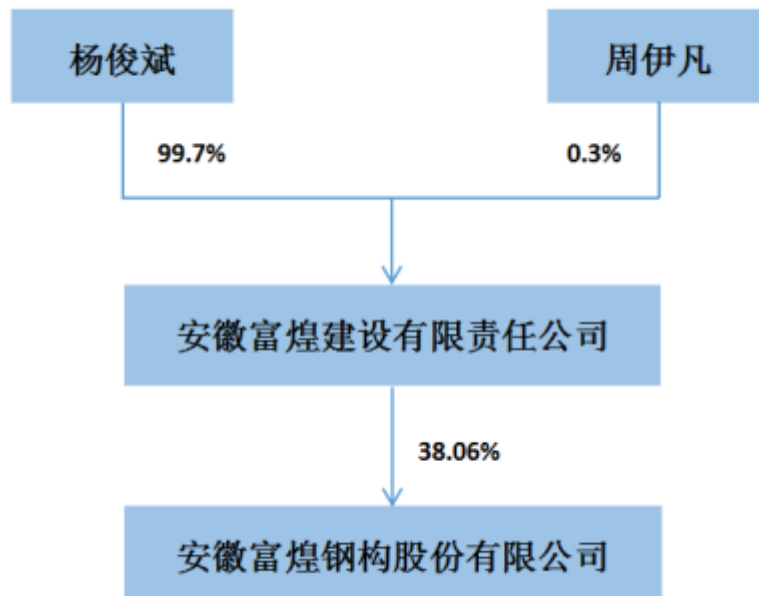 杨俊斌
周伊凡
99.7%
0.3%
安徽富煌建设有限责任公司
38.06%
安徽富煌钢构股份有限公司